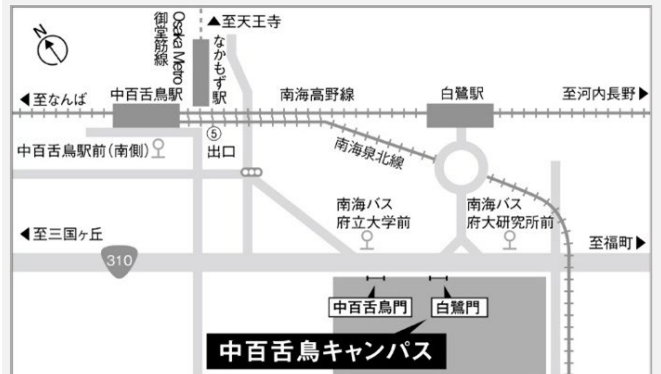 ▲至天王寺
Osaka Metro
御堂筋線
なかもず駅
中百舌鳥駅
南海高野線
白鷺駅
◀至なんば
至河内長野▶
⑤
出口
中百舌鳥駅前(南側)
南海泉北線
南海バス
府立大学前
南海バス
府大研究所前
◀至三国ヶ丘
至福町▶
310
中百舌鳥門
白鷺門
中百舌鳥キャンパス